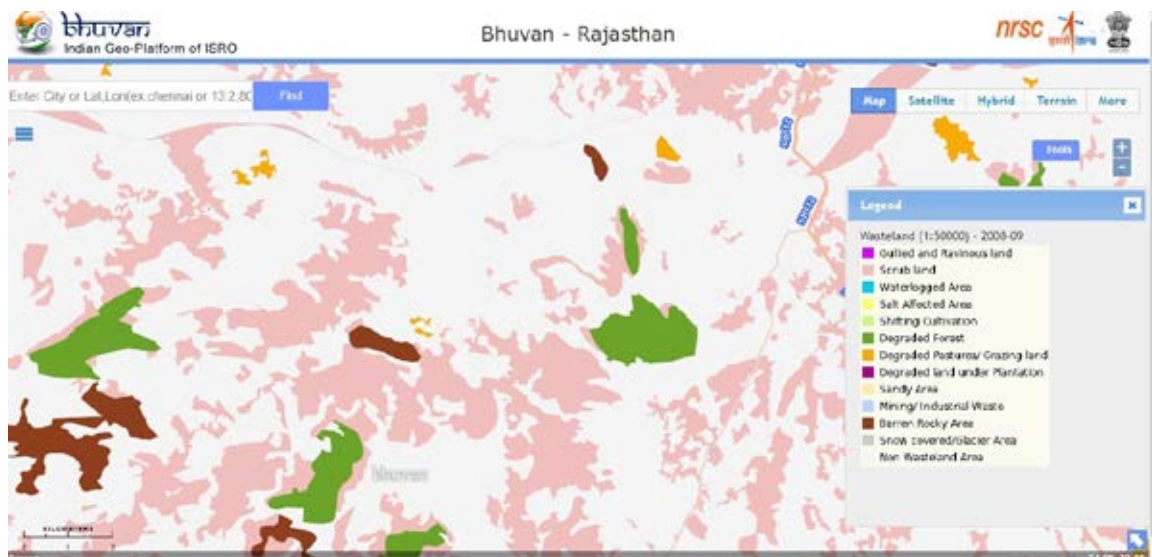 bhuvan
Indian Geo-Platform of ISRO
Bhuvan - Rajasthan
nrsc
Enter City or Lat,Lon(ex:chennai or 13.2,80
Find
Map Satellite Hybrid Terrain More
Tools
+
-
Legend
Wasteland (1:50000) - 2008-09
Gullied and Ravinous land
Scrub land
Waterlogged Area
Salt Affected Area
Shifting Cultivation
Degraded Forest
Degraded Pastures/ Grazing land
Degraded land under Plantation
Sandy Area
Mining/ Industrial Waste
Barren Rocky Area
Snow covered/Glacier Area
Non Wasteland Area
bhuvan